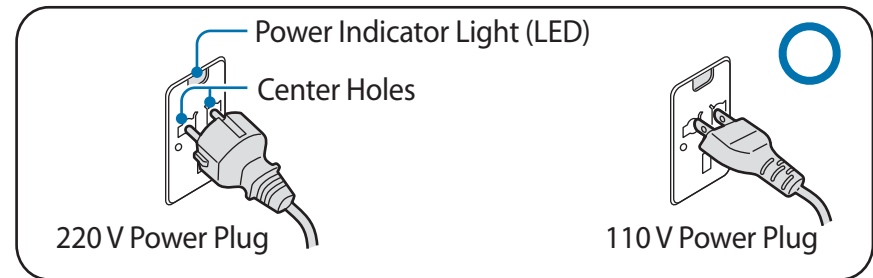 Power Indicator Light (LED)
Center Holes
220 V Power Plug
110 V Power Plug